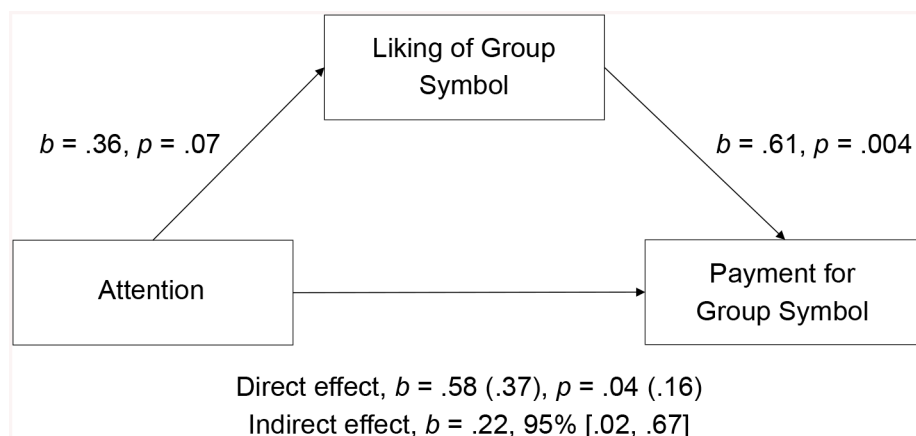 Liking of Group
Symbol
b = .36, p = .07
b = .61, p = .004
Attention
Payment for
Group Symbol
Direct effect, b = .58 (.37), p = .04 (.16)
Indirect effect, b = .22, 95% [.02, .67]